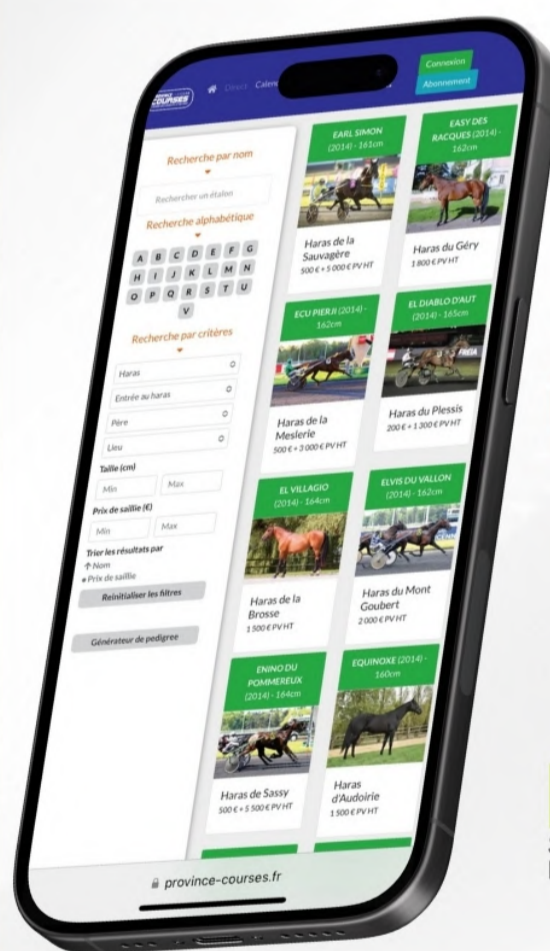 PROVINCE
COURSES
Connexion
Abonnement
Recherche par nom
Rechercher un étalon
Recherche alphabétique
A B C D E F G
H I J K L M N
O P Q R S T U
V
Recherche par critères
Haras
Entrée au haras
Père
Lieu
Taille (cm)
Min Max
Prix de saillie (€)
Min Max
Trier les résultats par
Nom
Prix de saillie
Reinitialiser les filtres
Générateur de pedigree
EARL SIMON
(2014) - 161cm
Haras de la
Sauvagère
500 € + 5 000 € PV HT
EASY DES
RACQUES (2014) -
162cm
Haras du Géry
1 800 € PV HT
ECU PIERJI (2014) -
162cm
Haras de la
Meslerie
500 € + 3 000 € PV HT
EL DIABLO D'AUT
(2014) - 165cm
Haras du Plessis
200 € + 1 300 € PV HT
EL VILLAGIO
(2014) - 164cm
Haras de la
Brosse
1 500 € PV HT
ELVIS DU VALLON
(2014) - 162cm
Haras du Mont
Goubert
2 000 € PV HT
ENINO DU
POMMEREUX
(2014) - 164cm
Haras de Sassy
500 € + 5 500 € PV HT
EQUINOXE (2014) -
160cm
Haras
d'Audoirie
1 500 € PV HT
province-courses.fr